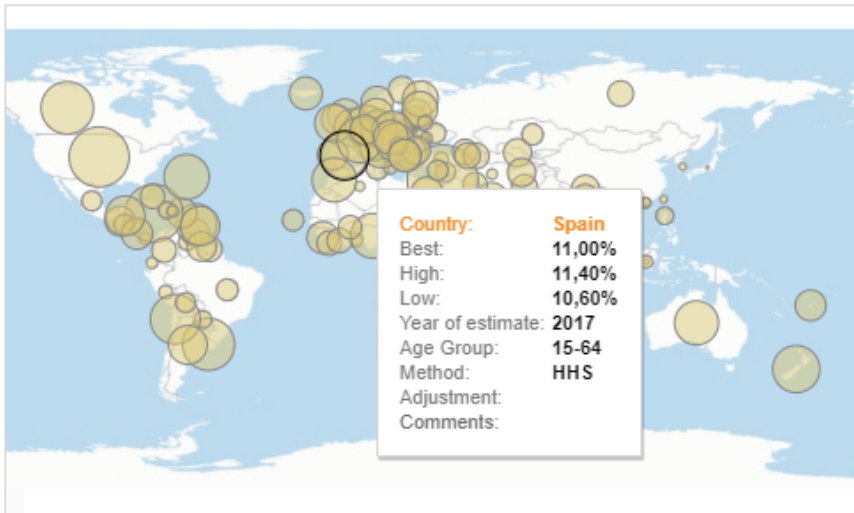 Country: Spain
Best: 11,00%
High: 11,40%
Low: 10,60%
Year of estimate: 2017
Age Group: 15-64
Method: HHS
Adjustment:
Comments: